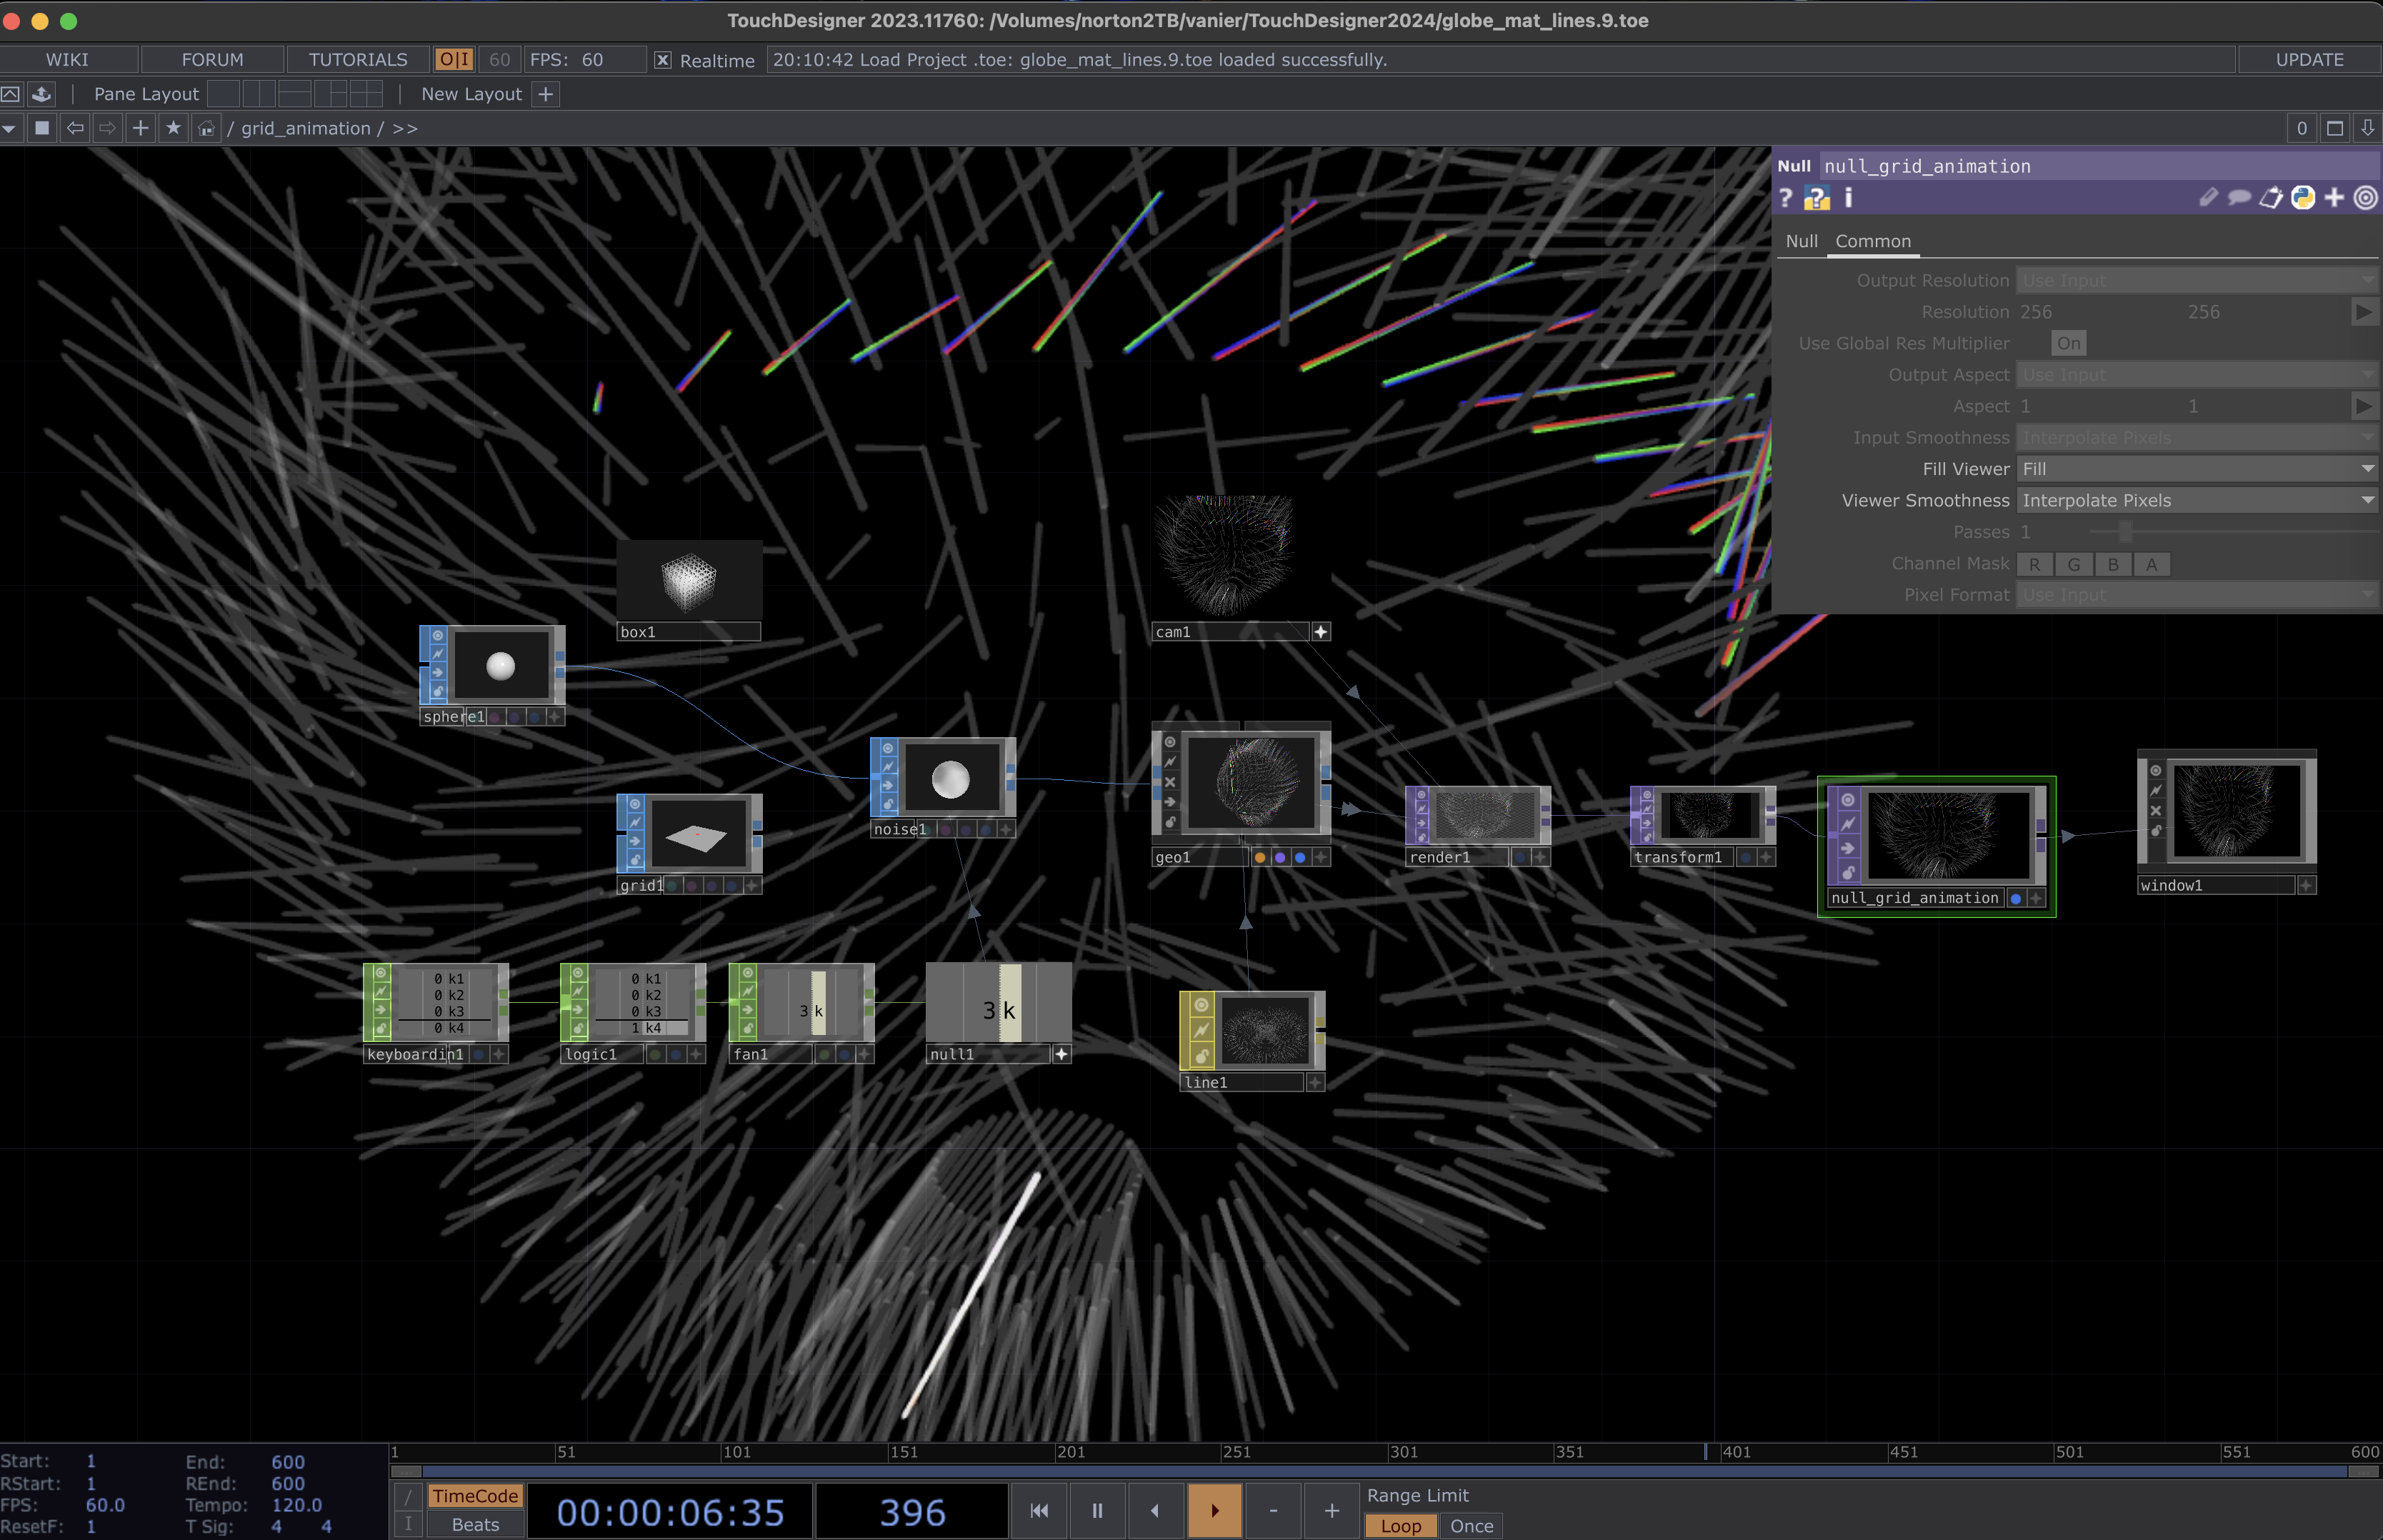 TouchDesigner 2023.11760: /Volumes/norton2TB/vanier/TouchDesigner2024/globe_mat_lines.9.toe
WIKI FORUM TUTORIALS O|I 60 FPS: 60 Realtime 20:10:42 Load Project .toe: globe_mat_lines.9.toe loaded successfully. UPDATE
Pane Layout New Layout
/ grid_animation / >> 0
Null null_grid_animation
Null Common
Output Resolution Use Input
Resolution 256 256
Use Global Res Multiplier On
Output Aspect Use Input
Aspect 1 1
Input Smoothness Interpolate Pixels
Fill Viewer Fill
Viewer Smoothness Interpolate Pixels
Passes 1
Channel Mask R G B A
Pixel Format Use Input
box1
cam1
sphere1
noise1
geo1
render1
transform1
grid1
null_grid_animation
window1
0 k1
0 k2
0 k3
0 k4
keyboardin1
0 k1
0 k2
0 k3
1 k4
logic1
3 k
fan1
3 k
null1
line1
1 51 101 151 201 251 301 351 401 451 501 551 600
Start: 1 End: 600
RStart: 1 REnd: 600
FPS: 60.0 Tempo: 120.0
ResetF: 1 T Sig: 4 4
/ TimeCode
I Beats
00:00:06:35 396
- +
Range Limit
Loop Once